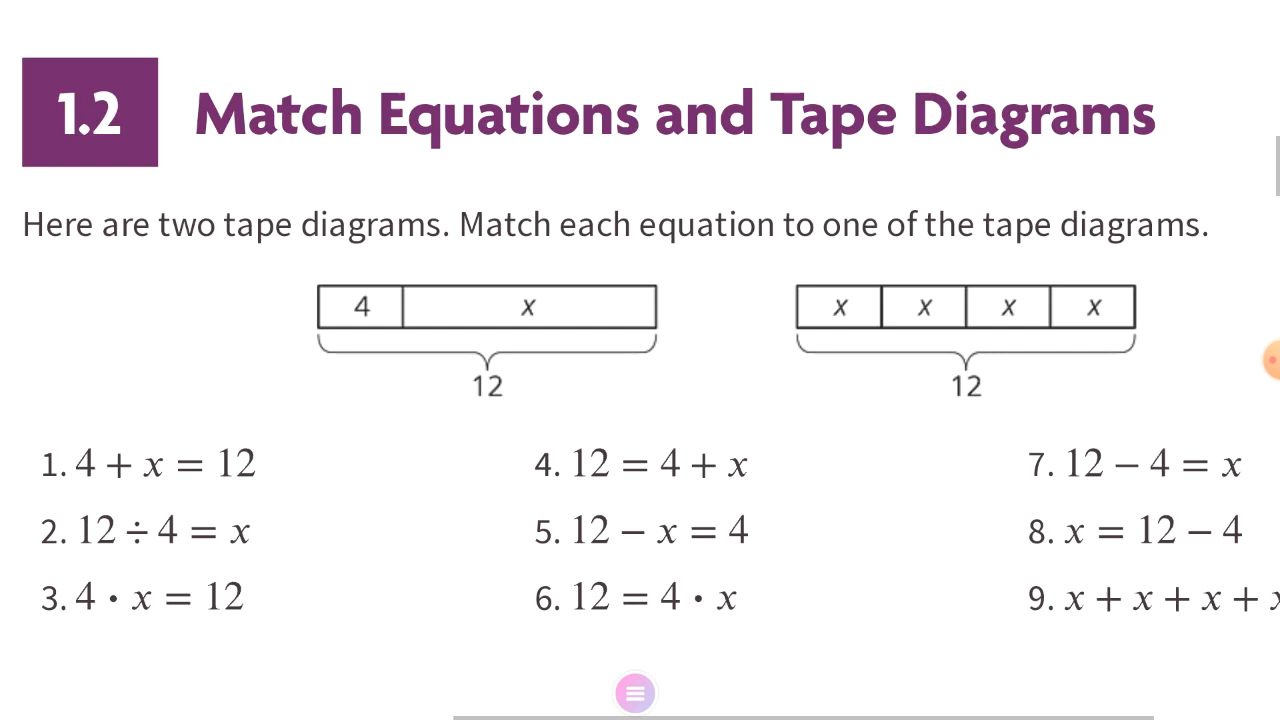 1.2 Match Equations and Tape Diagrams
Here are two tape diagrams. Match each equation to one of the tape diagrams.
4 x x x x x
12 12
1. 4 + x = 12 4. 12 = 4 + x 7. 12 − 4 = x
2. 12 ÷ 4 = x 5. 12 − x = 4 8. x = 12 − 4
3. 4 · x = 12 6. 12 = 4 · x 9. x + x + x +